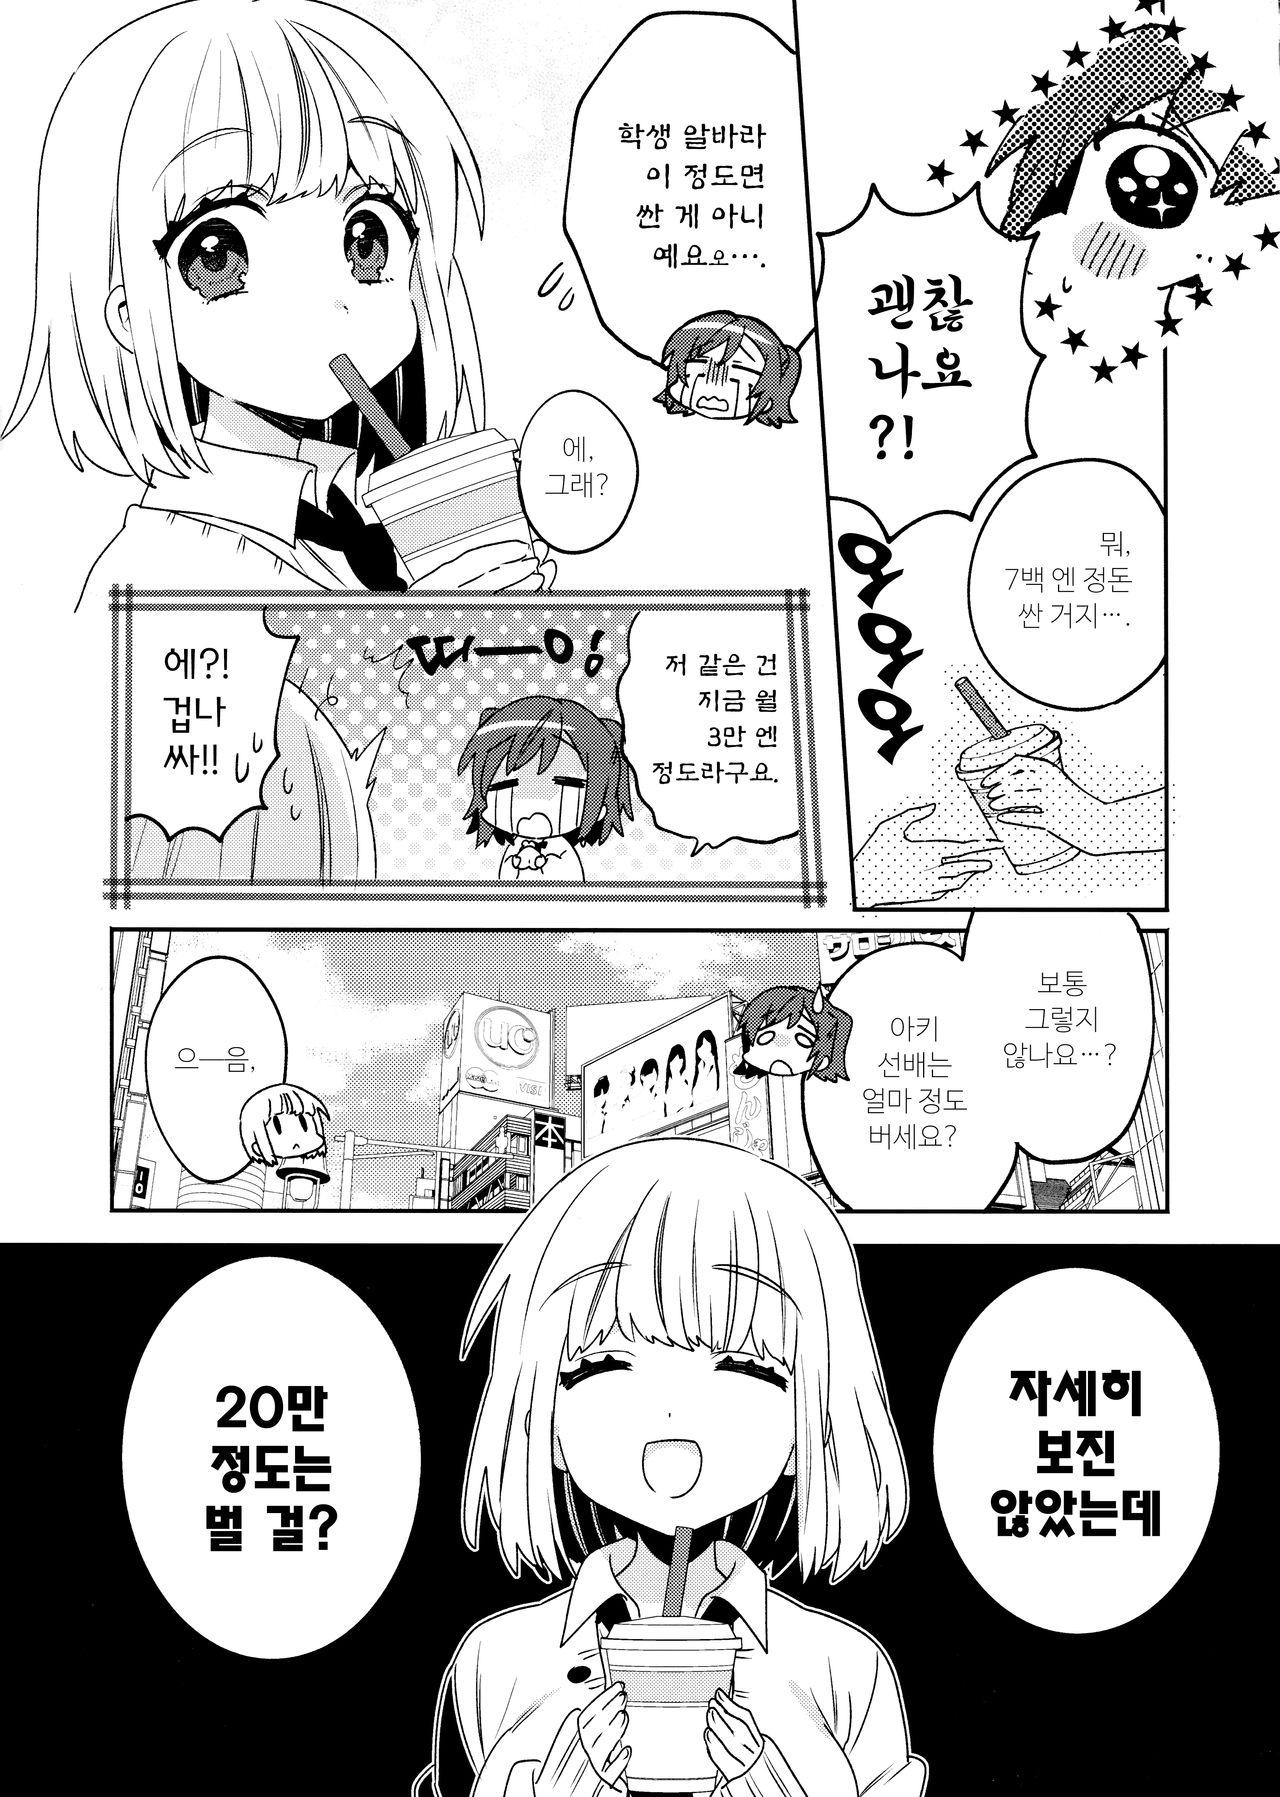 괜찮
나요
?!
뭐,
7백 엔 정돈
싼 거지….
오오오
학생 알바라
이 정도면
싼 게 아니
예요오….
에,
그래?
저 같은 건
지금 월
3만 엔
정도라구요.
띠—잉
에?!
겁나
싸!!
보통
그렇지
않나요…?
아키
선배는
얼마 정도
버세요?
으—음,
uc
VISI
本
10
자세히
보진
않았는데
20만
정도는
벌 걸?